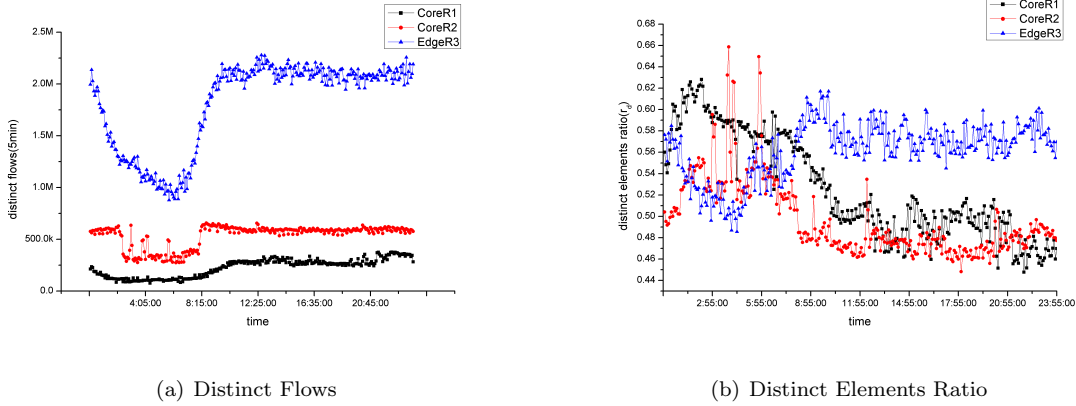 CoreR1
CoreR2
EdgeR3
2.5M
2.0M
1.5M
1.0M
500.0k
0.0
distinct flows(5min)
4:05:00
8:15:00
12:25:00
16:35:00
20:45:00
time
(a) Distinct Flows
CoreR1
CoreR2
EdgeR3
0.68
0.66
0.64
0.62
0.60
0.58
0.56
0.54
0.52
0.50
0.48
0.46
0.44
distinct elements ratio(r_d)
2:55:00
5:55:00
8:55:00
11:55:00
14:55:00
17:55:00
20:55:00
23:55:00
time
(b) Distinct Elements Ratio